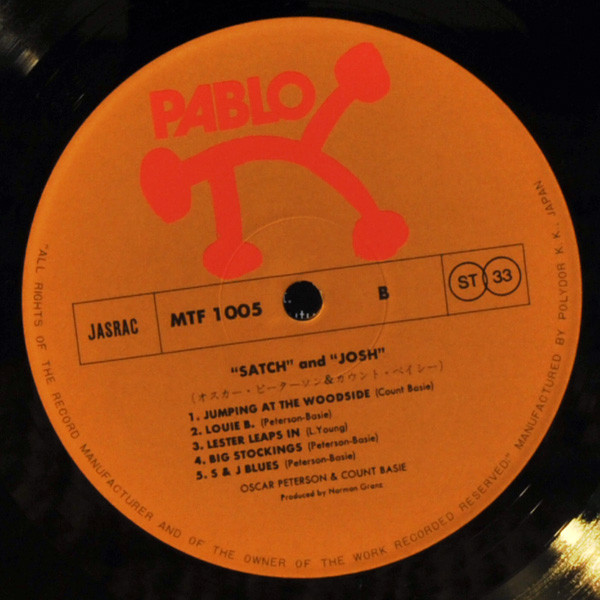 PABLO
JASRAC
MTF 1005
B
ST 33
"SATCH" and "JOSH"
(オスカー・ピーターソン&カウント・ベイシー)
1. JUMPING AT THE WOODSIDE (Count Basie)
2. LOUIE B. (Peterson-Basie)
3. LESTER LEAPS IN (L.Young)
4. BIG STOCKINGS (Peterson-Basie)
5. S & J BLUES (Peterson-Basie)
OSCAR PETERSON & COUNT BASIE
Produced by Norman Granz
"ALL RIGHTS OF THE RECORD MANUFACTURER AND OF THE OWNER OF THE WORK RECORDED RESERVED." MANUFACTURED BY POLYDOR K.K. JAPAN